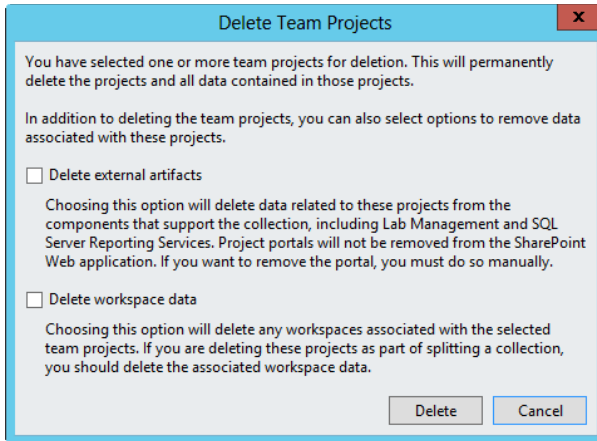 Delete Team Projects
x
You have selected one or more team projects for deletion. This will permanently
delete the projects and all data contained in those projects.
In addition to deleting the team projects, you can also select options to remove data
associated with these projects.
Delete external artifacts
Choosing this option will delete data related to these projects from the
components that support the collection, including Lab Management and SQL
Server Reporting Services. Project portals will not be removed from the SharePoint
Web application. If you want to remove the portal, you must do so manually.
Delete workspace data
Choosing this option will delete any workspaces associated with the selected
team projects. If you are deleting these projects as part of splitting a collection,
you should delete the associated workspace data.
Delete Cancel